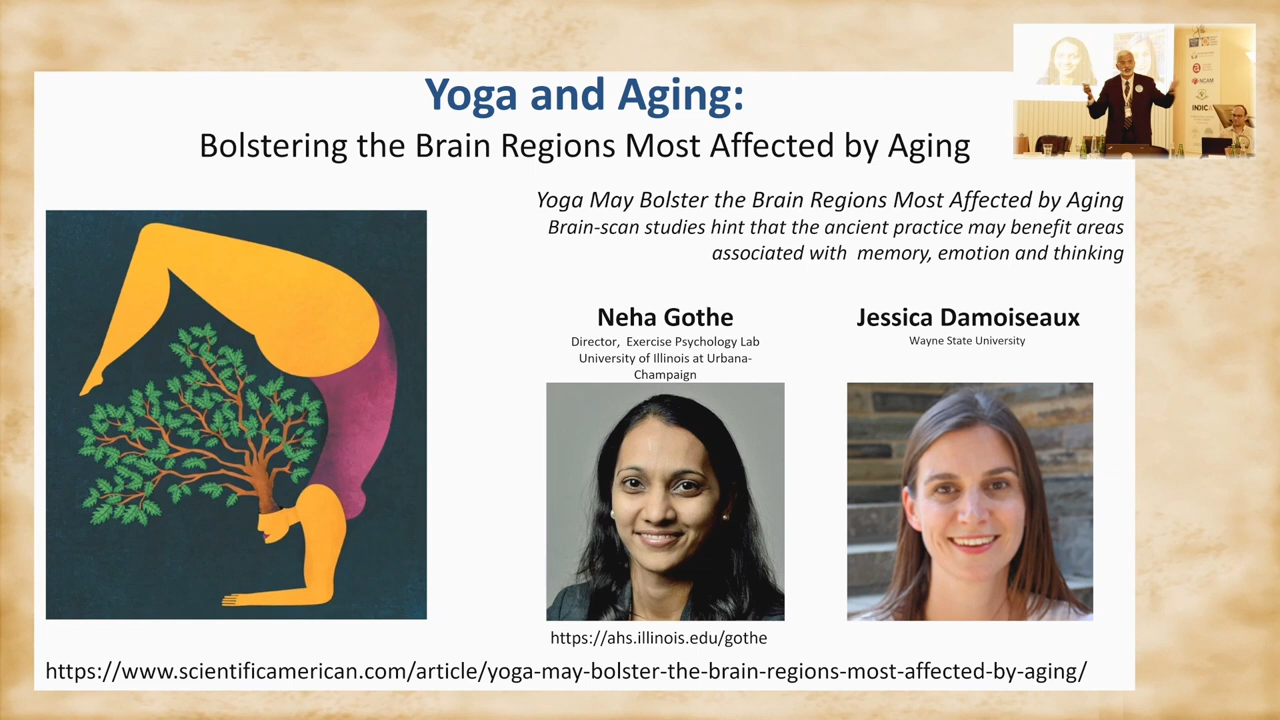 Yoga and Aging:
Bolstering the Brain Regions Most Affected by Aging
Yoga May Bolster the Brain Regions Most Affected by Aging
Brain-scan studies hint that the ancient practice may benefit areas
associated with memory, emotion and thinking
Neha Gothe
Director, Exercise Psychology Lab
University of Illinois at Urbana-
Champaign
Jessica Damoiseaux
Wayne State University
https://ahs.illinois.edu/gothe
https://www.scientificamerican.com/article/yoga-may-bolster-the-brain-regions-most-affected-by-aging/
NCAM